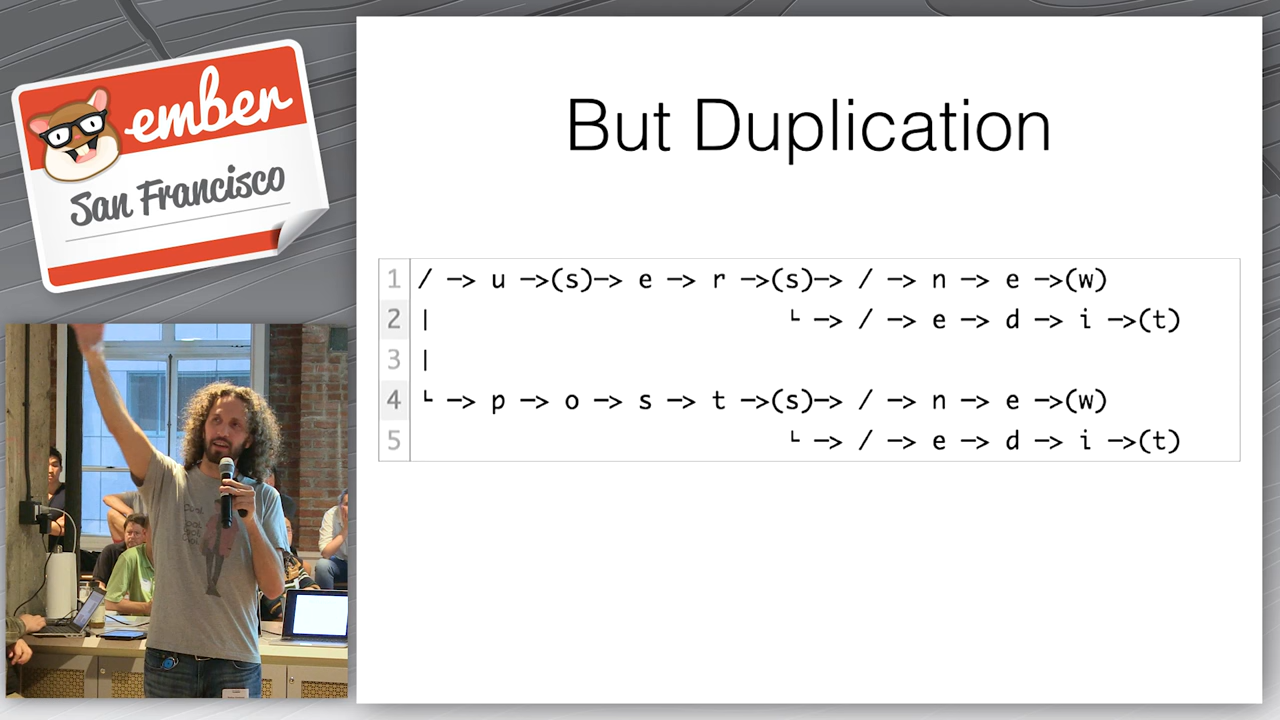 ember
San Francisco
But Duplication
1 / —> u —>(s)—> e —> r —>(s)—> / —> n —> e —>(w)
2 | └ —> / —> e —> d —> i —>(t)
3 |
4 └ —> p —> o —> s —> t —>(s)—> / —> n —> e —>(w)
5 └ —> / —> e —> d —> i —>(t)